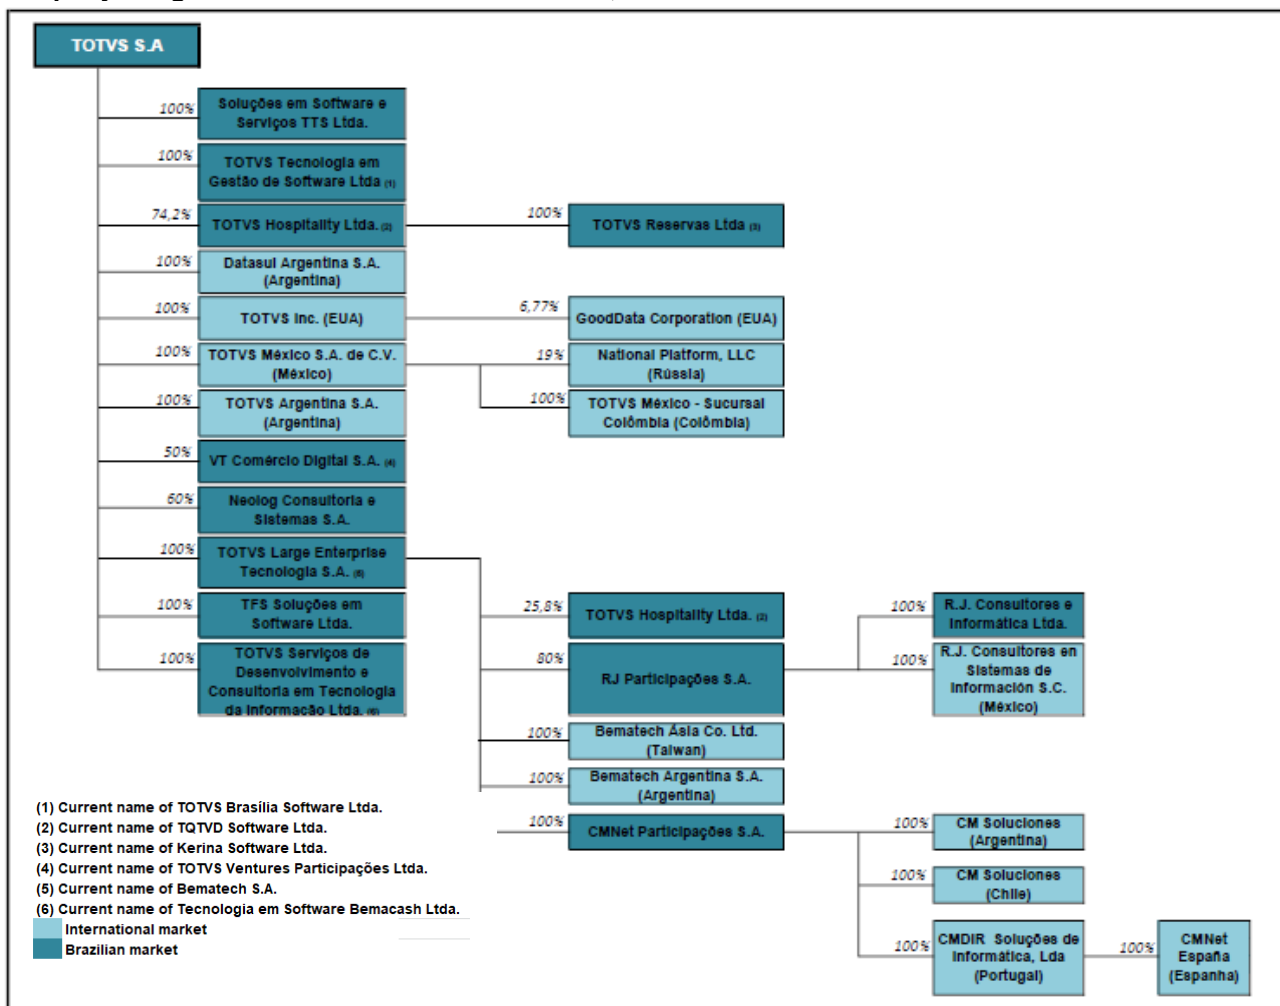 TOTVS S.A
100%
Soluções em Software e
Serviços TTS Ltda.
100%
TOTVS Tecnologia em
Gestão de Software Ltda (1)
74,2%
TOTVS Hospitality Ltda. (2)
100%
TOTVS Reservas Ltda (3)
100%
Datasul Argentina S.A.
(Argentina)
100%
TOTVS Inc. (EUA)
6,77%
GoodData Corporation (EUA)
100%
TOTVS México S.A. de C.V.
(México)
19%
National Platform, LLC
(Rússia)
100%
TOTVS México - Sucursal
Colômbia (Colômbia)
100%
TOTVS Argentina S.A.
(Argentina)
50%
VT Comércio Digital S.A. (4)
60%
Neolog Consultoria e
Sistemas S.A.
100%
TOTVS Large Enterprise
Tecnologia S.A. (5)
100%
TFS Soluções em
Software Ltda.
25,8%
TOTVS Hospitality Ltda. (2)
100%
R.J. Consultores e
Informática Ltda.
100%
TOTVS Serviços de
Desenvolvimento e
Consultoria em Tecnologia
da Informação Ltda. (6)
80%
RJ Participações S.A.
100%
R.J. Consultores en
Sistemas de
Información S.C.
(México)
100%
Bematech Ásia Co. Ltd.
(Taiwan)
100%
Bematech Argentina S.A.
(Argentina)
100%
CMNet Participações S.A.
100%
CM Soluciones
(Argentina)
100%
CM Soluciones
(Chile)
100%
CMDIR Soluções de
Informática, Lda
(Portugal)
100%
CMNet
España
(Espanha)
(1) Current name of TOTVS Brasília Software Ltda.
(2) Current name of TQTVD Software Ltda.
(3) Current name of Kerina Software Ltda.
(4) Current name of TOTVS Ventures Participações Ltda.
(5) Current name of Bematech S.A.
(6) Current name of Tecnologia em Software Bemacash Ltda.
International market
Brazilian market